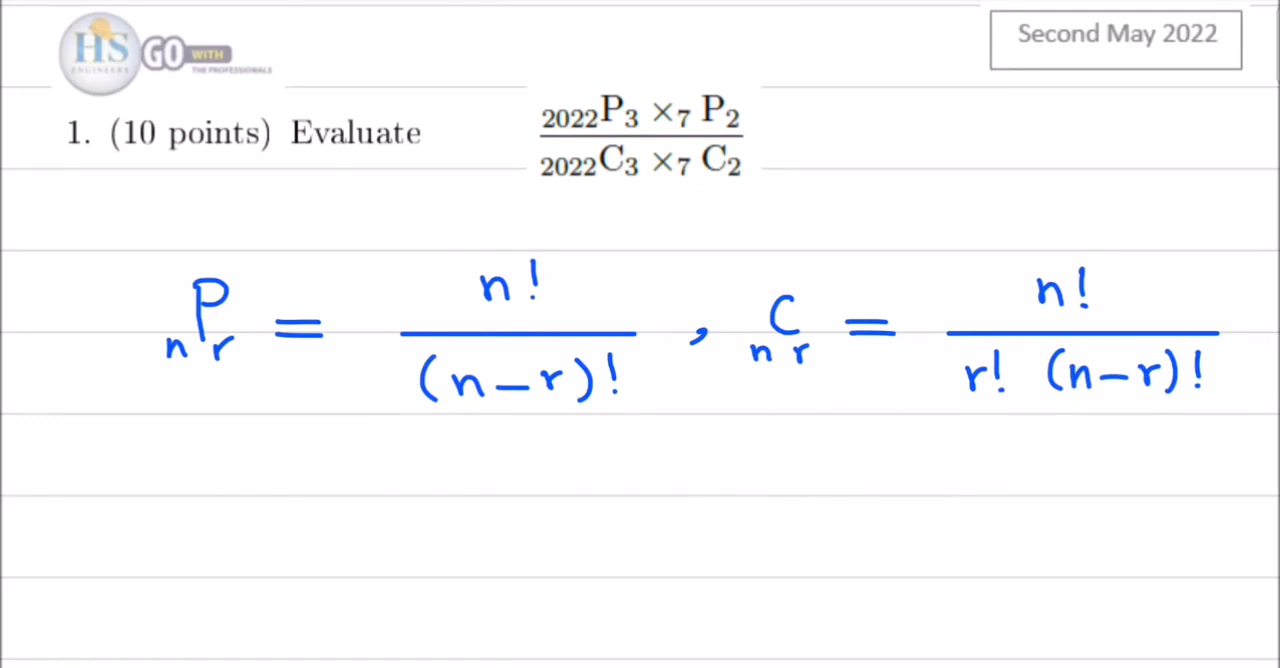 Second May 2022
HS GO WITH
ENGINEERS THE PROFESSIONALS
1. (10 points) Evaluate ₂₀₂₂P₃ ×₇ P₂ / ₂₀₂₂C₃ ×₇ C₂
ₙPᵣ = n! / (n-r)! , ₙCᵣ = n! / r! (n-r)!